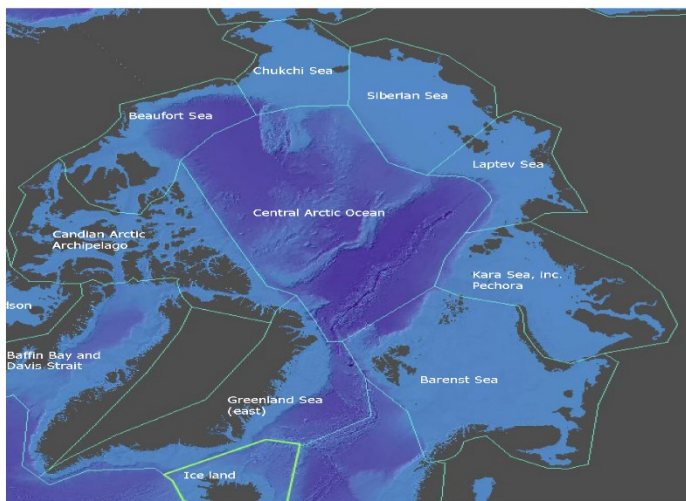 Chukchi Sea
Siberian Sea
Beaufort Sea
Laptev Sea
Central Arctic Ocean
Candian Arctic
Archipelago
Kara Sea, inc.
Pechora
dson
Baffin Bay and
Davis Strait
Barenst Sea
Greenland Sea
(east)
Ice land